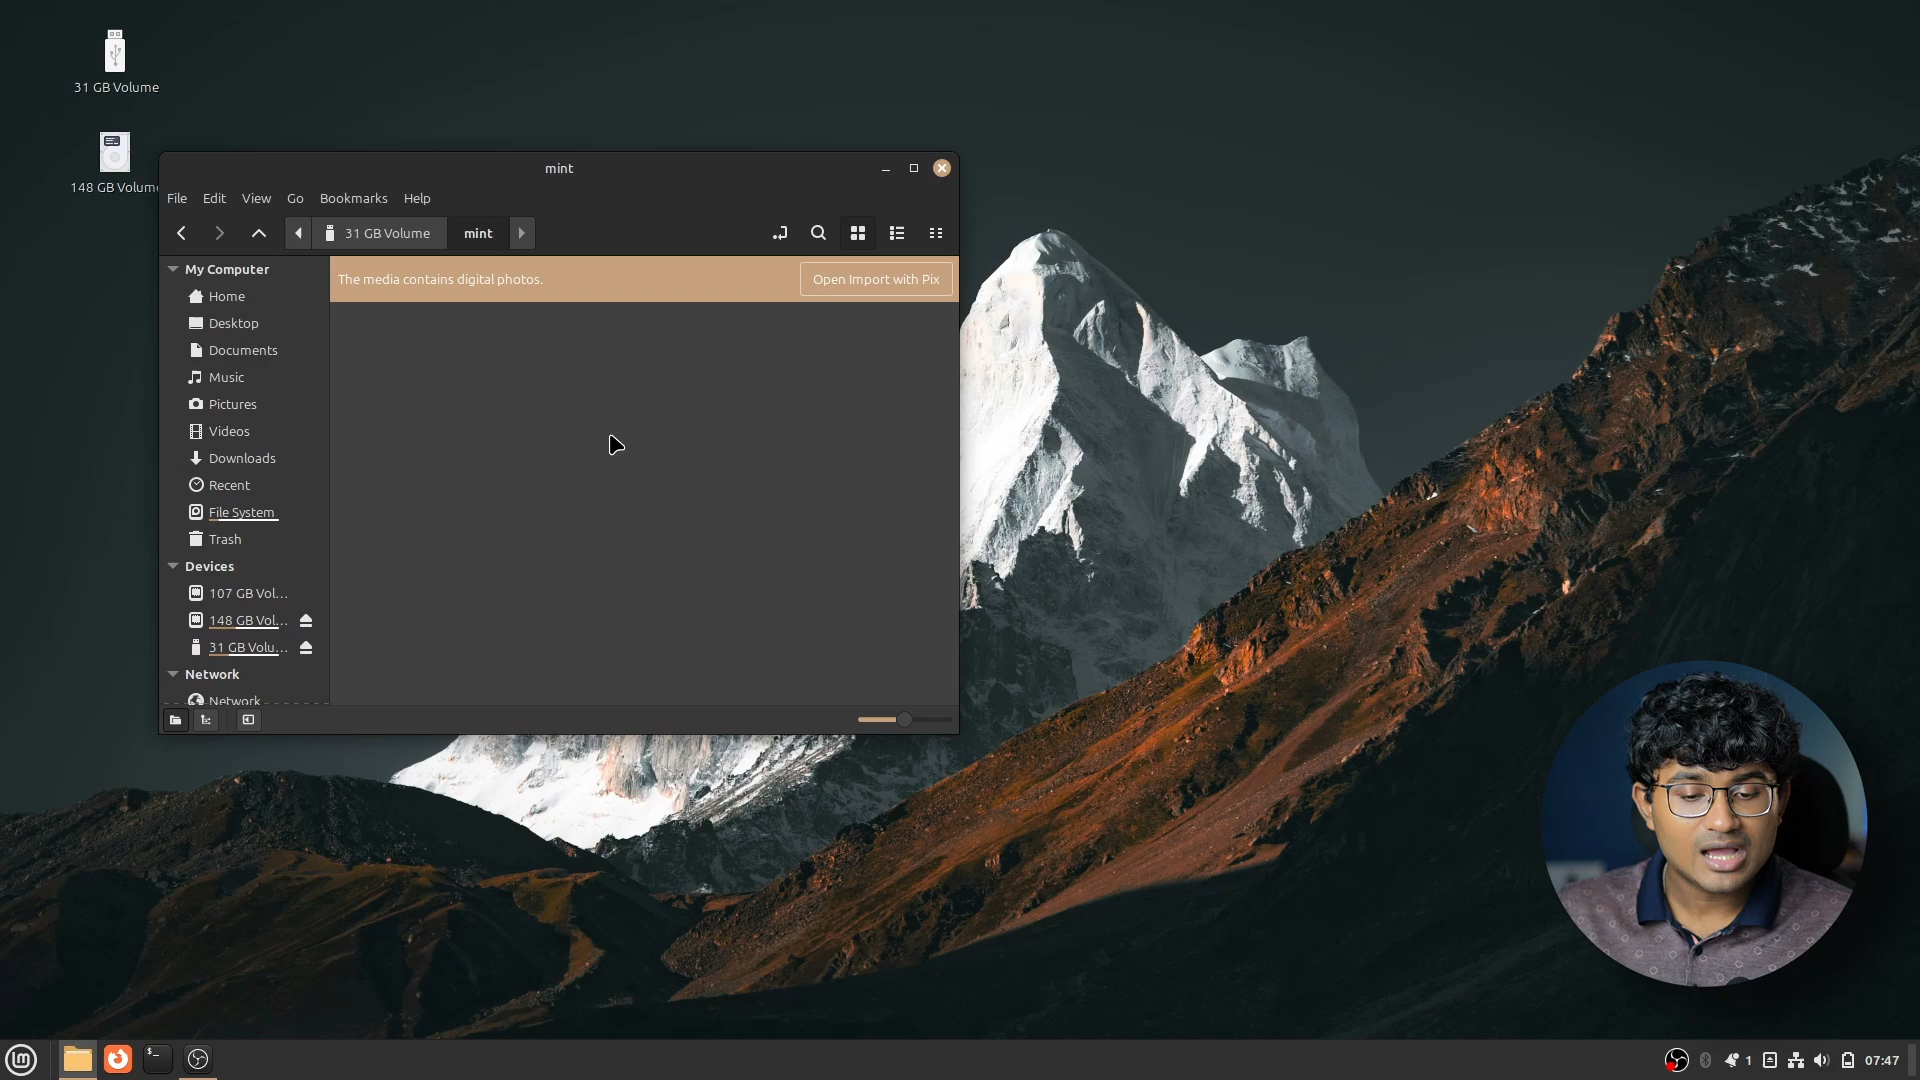 31 GB Volume
148 GB Volume
mint
File Edit View Go Bookmarks Help
31 GB Volume mint
My Computer
The media contains digital photos. Open Import with Pix
Home
Desktop
Documents
Music
Pictures
Videos
Downloads
Recent
File System
Trash
Devices
107 GB Vol...
148 GB Vol...
31 GB Volu...
Network
Network
1 07:47